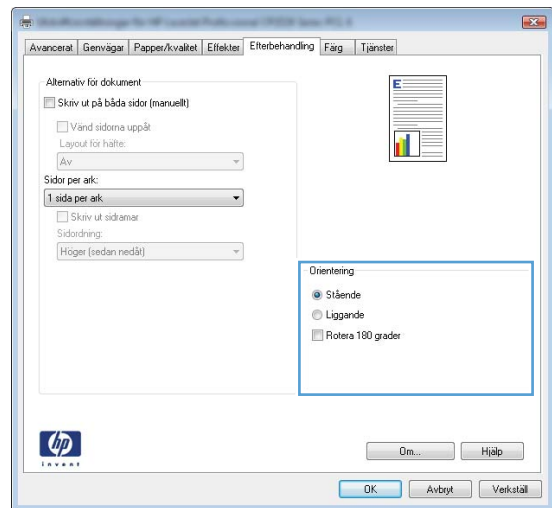 Avancerat Genvägar Papper/kvalitet Effekter Efterbehandling Färg Tjänster
Alternativ för dokument
Skriv ut på båda sidor (manuellt)
Vänd sidorna uppåt
Layout för häfte:
Av
Sidor per ark:
1 sida per ark
Skriv ut sidramar
Sidordning:
Höger (sedan nedåt)
E
Orientering
Stående
Liggande
Rotera 180 grader
hp
invent
Om...
Hjälp
OK
Avbryt
Verkställ